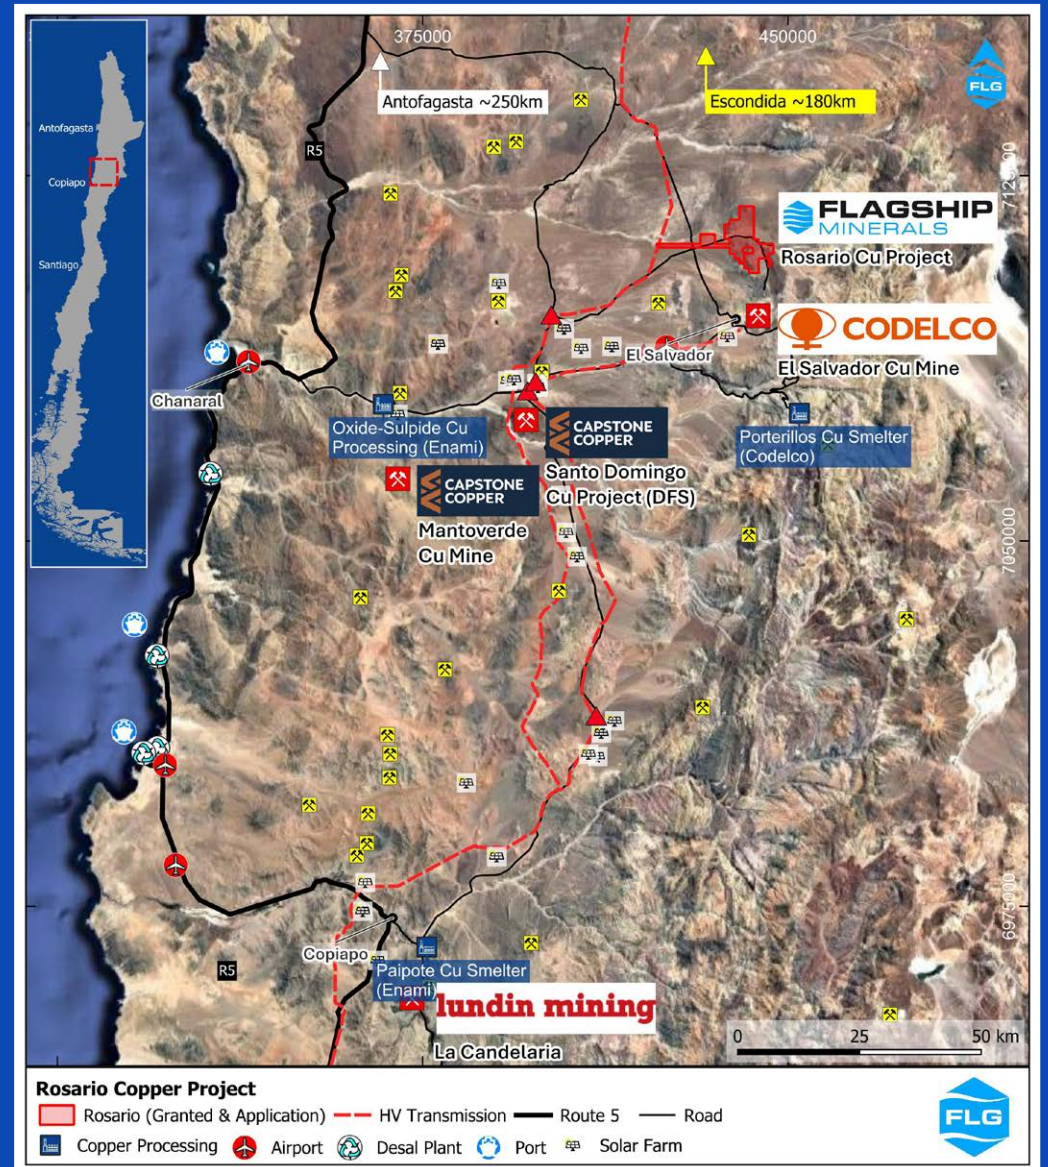 375000
450000
Antofagasta ~250km
Escondida ~180km
FLG
Antofagasta
Copiapo
Santiago
R5
FLAGSHIP
MINERALS
Rosario Cu Project
CODELCO
El Salvador
El Salvador Cu Mine
Chanaral
Oxide-Sulpide Cu
Processing (Enami)
CAPSTONE
COPPER
Santo Domingo
Cu Project (DFS)
Porterillos Cu Smelter
(Codelco)
CAPSTONE
COPPER
Mantoverde
Cu Mine
7050000
6975000
Copiapo
R5
Paipote Cu Smelter
(Enami)
lundin mining
La Candelaria
0 25 50 km
Rosario Copper Project
Rosario (Granted & Application) HV Transmission Route 5 Road
Copper Processing Airport Desal Plant Port Solar Farm
FLG